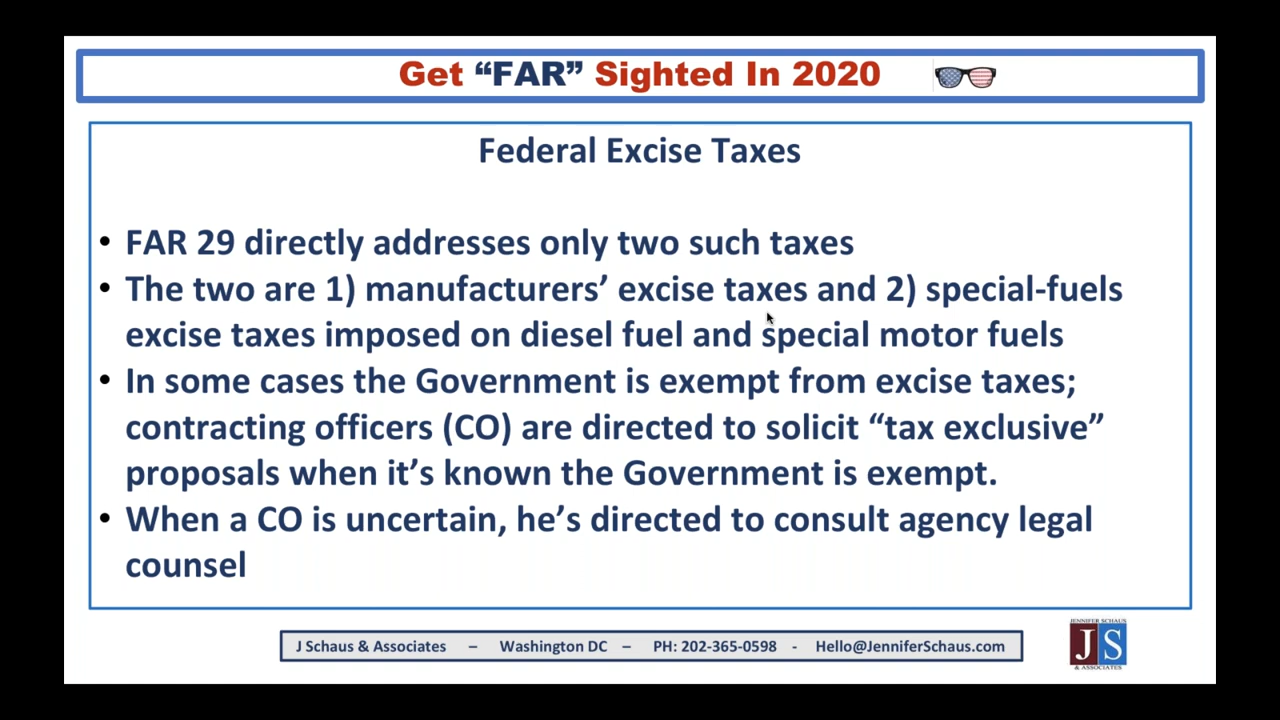 Get “FAR” Sighted In 2020
Federal Excise Taxes
• FAR 29 directly addresses only two such taxes
• The two are 1) manufacturers’ excise taxes and 2) special-fuels
excise taxes imposed on diesel fuel and special motor fuels
• In some cases the Government is exempt from excise taxes;
contracting officers (CO) are directed to solicit “tax exclusive”
proposals when it’s known the Government is exempt.
• When a CO is uncertain, he’s directed to consult agency legal
counsel
J Schaus & Associates – Washington DC – PH: 202-365-0598 - Hello@JenniferSchaus.com
JENNIFER SCHAUS
JS
& ASSOCIATES